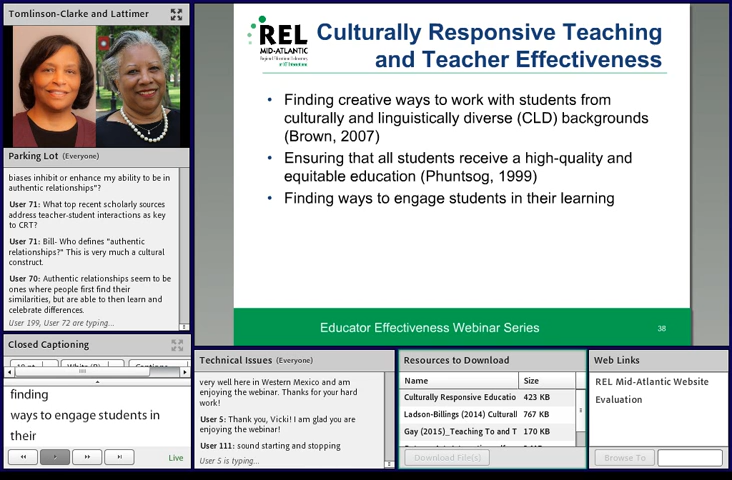 Tomlinson-Clarke and Lattimer
Parking Lot (Everyone)
biases inhibit or enhance my ability to be in
authentic relationships"?
User 71: What top recent scholarly sources
address teacher-student interactions as key
to CRT?
User 71: Bill- Who defines "authentic
relationships?" This is very much a cultural
construct.
User 70: Authentic relationships seem to be
ones where people first find their
similarities, but are able to then learn and
celebrate differences.
User 199, User 72 are typing...
Closed Captioning
finding
ways to engage students in
their
Live
REL
MID-ATLANTIC
Culturally Responsive Teaching
and Teacher Effectiveness
• Finding creative ways to work with students from
culturally and linguistically diverse (CLD) backgrounds
(Brown, 2007)
• Ensuring that all students receive a high-quality and
equitable education (Phuntsog, 1999)
• Finding ways to engage students in their learning
Educator Effectiveness Webinar Series
38
Technical Issues (Everyone)
very well here in Western Mexico and am
enjoying the webinar. Thanks for your hard
work!
User 5: Thank you, Vicki! I am glad you are
enjoying the webinar!
User 111: sound starting and stopping
User 5 is typing...
Resources to Download
Name Size
Culturally Responsive Educatio 423 KB
Ladson-Billings (2014) Culturall 767 KB
Gay (2015)_Teaching To and T 170 KB
Download File(s)
Web Links
REL Mid-Atlantic Website
Evaluation
Browse To